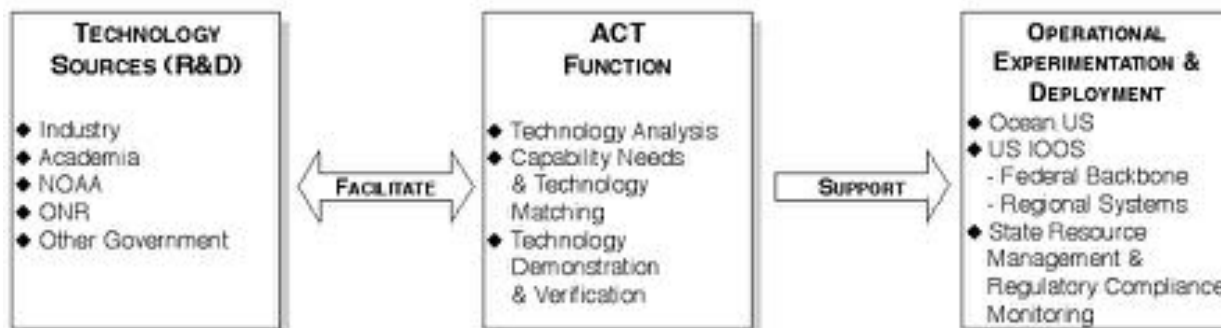 TECHNOLOGY
SOURCES (R&D)
◆ Industry
◆ Academia
◆ NOAA
◆ ONR
◆ Other Government
FACILITATE
ACT
FUNCTION
◆ Technology Analysis
◆ Capability Needs
& Technology
Matching
◆ Technology
Demonstration
& Verification
SUPPORT
OPERATIONAL
EXPERIMENTATION &
DEPLOYMENT
◆ Ocean US
◆ US IOOS
- Federal Backbone
- Regional Systems
◆ State Resource
Management &
Regulatory Compliance
Monitoring